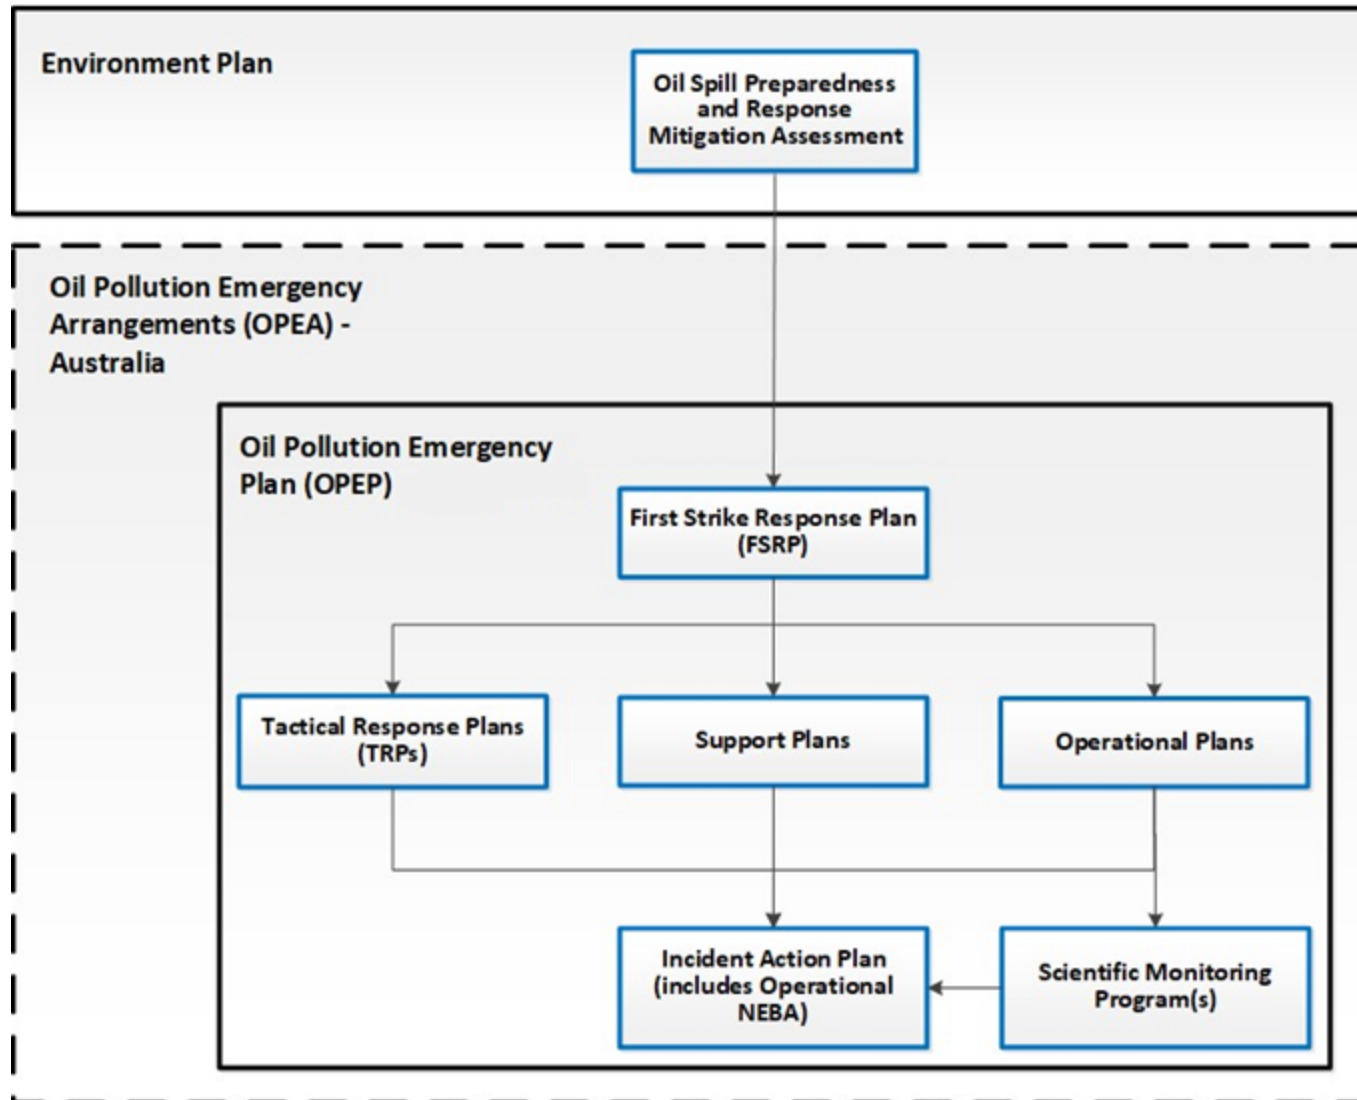 Environment Plan
Oil Spill Preparedness
and Response
Mitigation Assessment
Oil Pollution Emergency
Arrangements (OPEA) -
Australia
Oil Pollution Emergency
Plan (OPEP)
First Strike Response Plan
(FSRP)
Tactical Response Plans
(TRPs)
Support Plans
Operational Plans
Incident Action Plan
(includes Operational
NEBA)
Scientific Monitoring
Program(s)